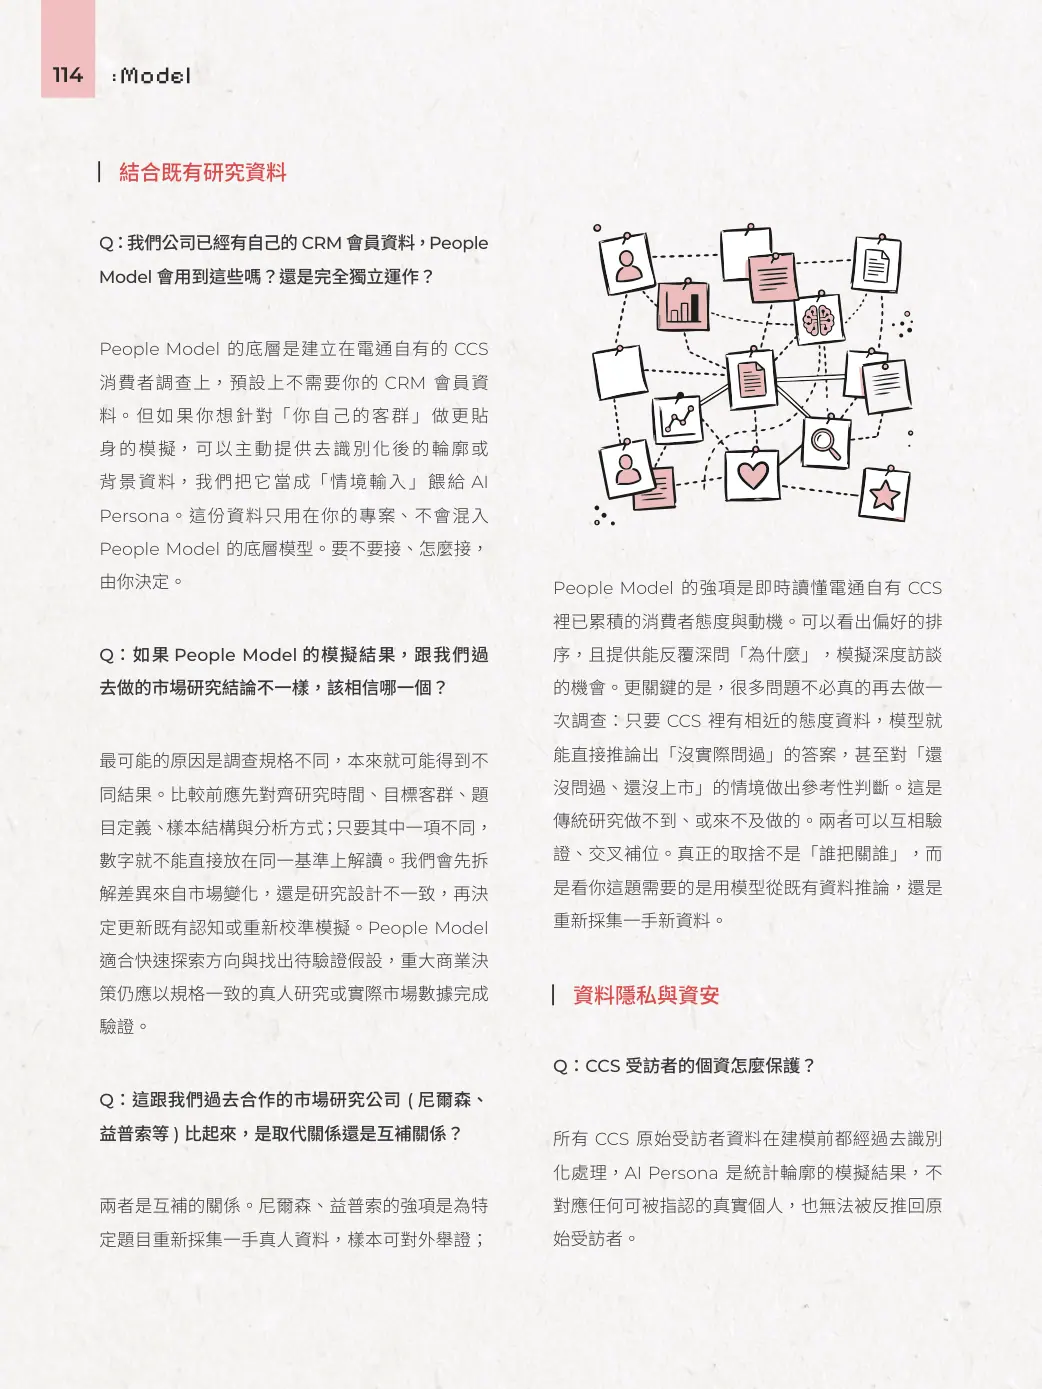 114
:Model
結合既有研究資料
Q：我們公司已經有自己的 CRM 會員資料，People
Model 會用到這些嗎？還是完全獨立運作？
People Model 的底層是建立在電通自有的 CCS
消費者調查上，預設上不需要你的 CRM 會員資
料。但如果你想針對「你自己的客群」做更貼
身的模擬，可以主動提供去識別化後的輪廓或
背景資料，我們把它當成「情境輸入」餵給 AI
Persona。這份資料只用在你的專案、不會混入
People Model 的底層模型。要不要接、怎麼接，
由你決定。
Q：如果 People Model 的模擬結果，跟我們過
去做的市場研究結論不一樣，該相信哪一個？
最可能的原因是調查規格不同，本來就可能得到不
同結果。比較前應先對齊研究時間、目標客群、題
目定義、樣本結構與分析方式；只要其中一項不同，
數字就不能直接放在同一基準上解讀。我們會先拆
解差異來自市場變化，還是研究設計不一致，再決
定更新既有認知或重新校準模擬。People Model
適合快速探索方向與找出待驗證假設，重大商業決
策仍應以規格一致的真人研究或實際市場數據完成
驗證。
Q：這跟我們過去合作的市場研究公司 ( 尼爾森、
益普索等 ) 比起來，是取代關係還是互補關係？
兩者是互補的關係。尼爾森、益普索的強項是為特
定題目重新採集一手真人資料，樣本可對外舉證；
People Model 的強項是即時讀懂電通自有 CCS
裡已累積的消費者態度與動機。可以看出偏好的排
序，且提供能反覆深問「為什麼」，模擬深度訪談
的機會。更關鍵的是，很多問題不必真的再去做一
次調查：只要 CCS 裡有相近的態度資料，模型就
能直接推論出「沒實際問過」的答案，甚至對「還
沒問過、還沒上市」的情境做出參考性判斷。這是
傳統研究做不到、或來不及做的。兩者可以互相驗
證、交叉補位。真正的取捨不是「誰把關誰」，而
是看你這題需要的是用模型從既有資料推論，還是
重新採集一手新資料。
資料隱私與資安
Q：CCS 受訪者的個資怎麼保護？
所有 CCS 原始受訪者資料在建模前都經過去識別
化處理，AI Persona 是統計輪廓的模擬結果，不
對應任何可被指認的真實個人，也無法被反推回原
始受訪者。